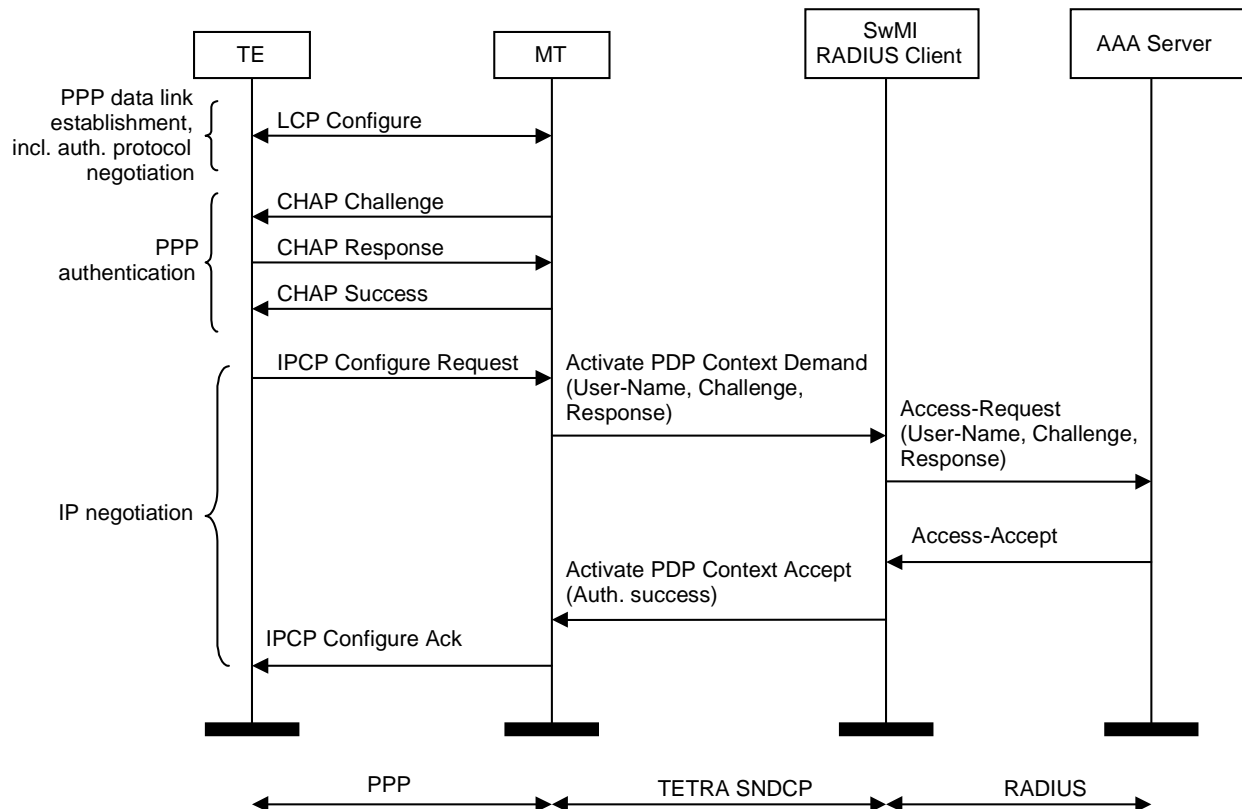 TE
MT
SwMI
RADIUS Client
AAA Server
PPP data link
establishment,
incl. auth. protocol
negotiation
LCP Configure
CHAP Challenge
PPP
authentication
CHAP Response
CHAP Success
IPCP Configure Request
Activate PDP Context Demand
(User-Name, Challenge,
Response)
Access-Request
(User-Name, Challenge,
Response)
IP negotiation
Access-Accept
Activate PDP Context Accept
(Auth. success)
IPCP Configure Ack
PPP
TETRA SNDCP
RADIUS